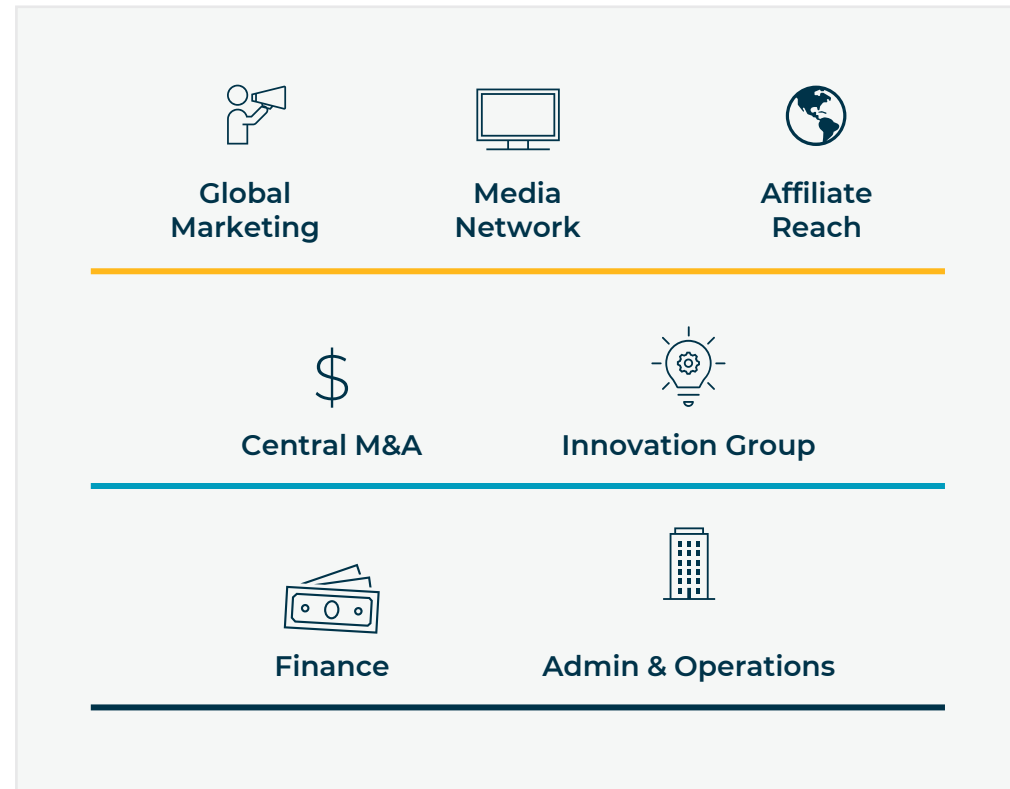 Global
Marketing
Media
Network
Affiliate
Reach
$
Central M&A
Innovation Group
Finance
Admin & Operations